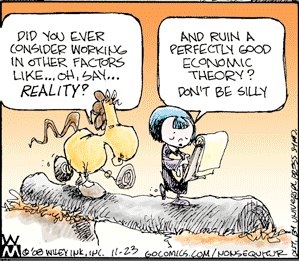 DID YOU EVER
CONSIDER WORKING
IN OTHER FACTORS
LIKE...OH, SAY...
REALITY?
AND RUIN A
PERFECTLY GOOD
ECONOMIC
THEORY?
DON'T BE SILLY
©'08 WILEY INK, INC. 11-23
GOCOMICS.COM/NONSEQUITUR